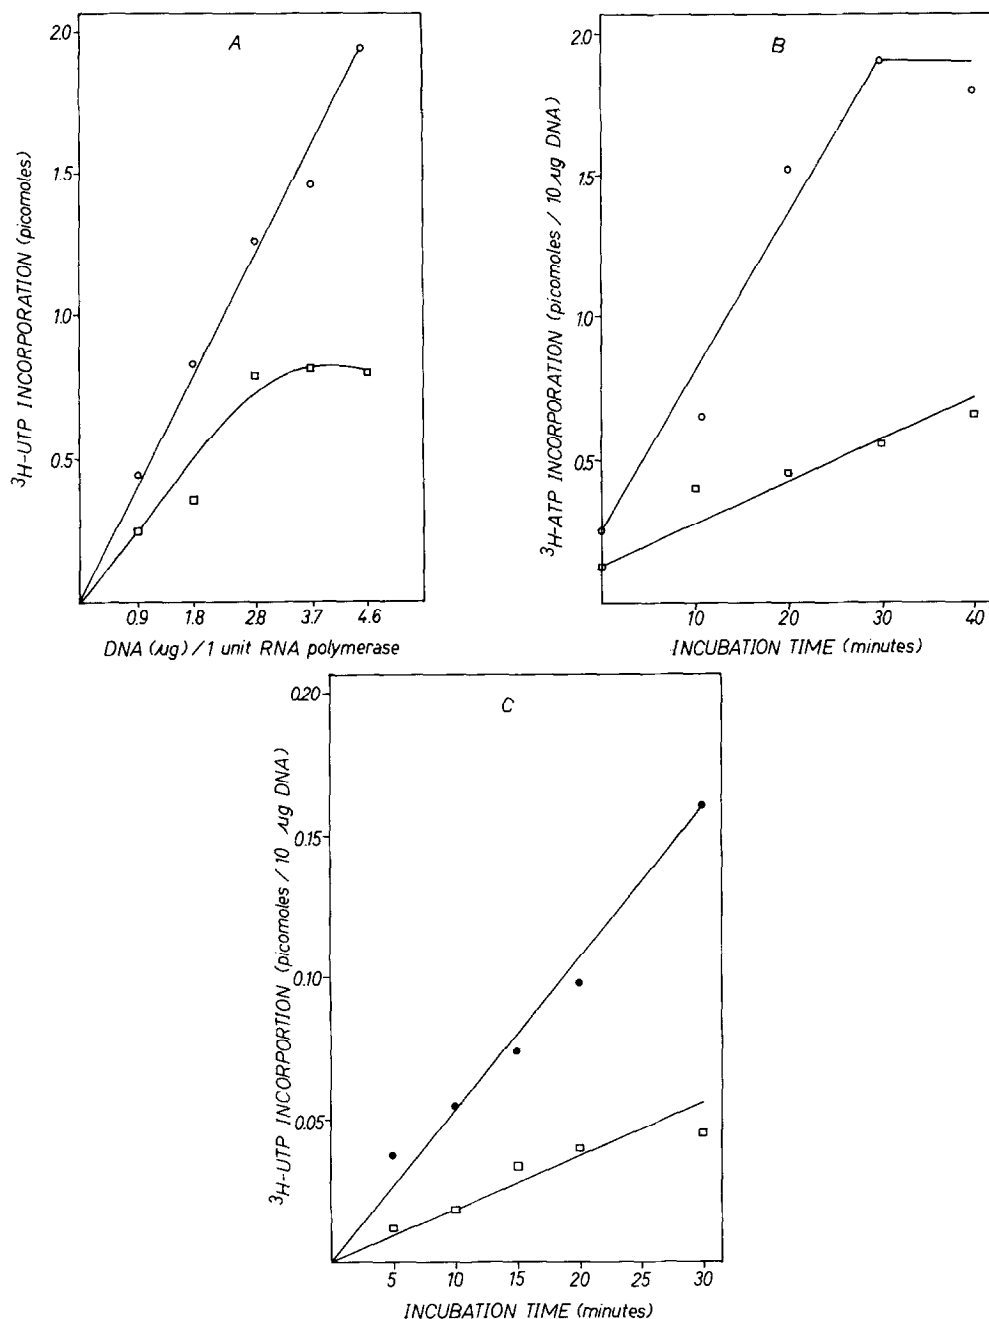 A
2.0
1.5
1.0
0.5
³H-UTP INCORPORATION (picomoles)
0.9 1.8 2.8 3.7 4.6
DNA (µg) / 1 unit RNA polymerase
B
2.0
1.5
1.0
0.5
³H-ATP INCORPORATION (picomoles / 10 µg DNA)
10 20 30 40
INCUBATION TIME (minutes)
C
0.20
0.15
0.10
0.05
³H-UTP INCORPORTION (picomoles / 10 µg DNA)
5 10 15 20 30
INCUBATION TIME (minutes)